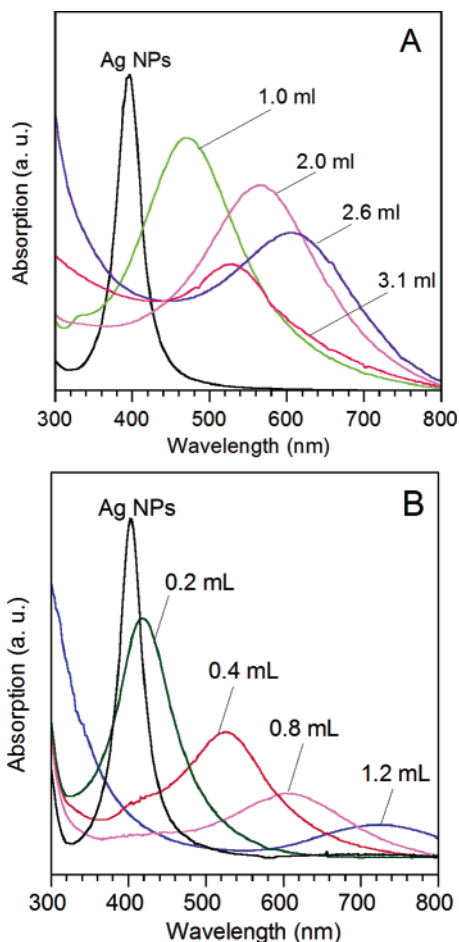 A
Ag NPs
1.0 ml
2.0 ml
2.6 ml
3.1 ml
Absorption (a. u.)
300 400 500 600 700 800
Wavelength (nm)
B
Ag NPs
0.2 mL
0.4 mL
0.8 mL
1.2 mL
Absorption (a. u.)
300 400 500 600 700 800
Wavelength (nm)